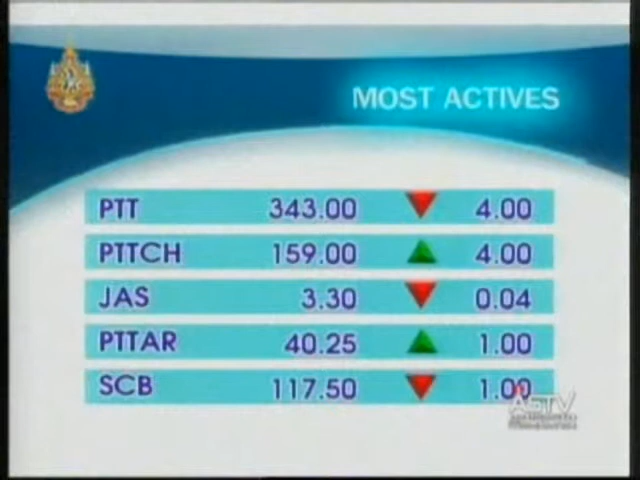 MOST ACTIVES
PTT 343.00 ▼ 4.00
PTTCH 159.00 ▲ 4.00
JAS 3.30 ▼ 0.04
PTTAR 40.25 ▲ 1.00
SCB 117.50 ▼ 1.00
ASTV